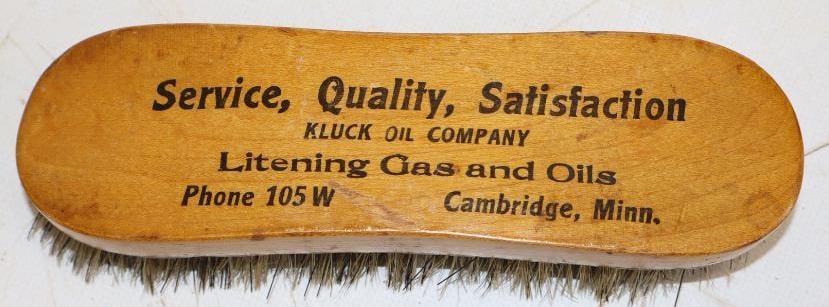 Service, Quality, Satisfaction
KLUCK OIL COMPANY
Litening Gas and Oils
Phone 105 W Cambridge, Minn.